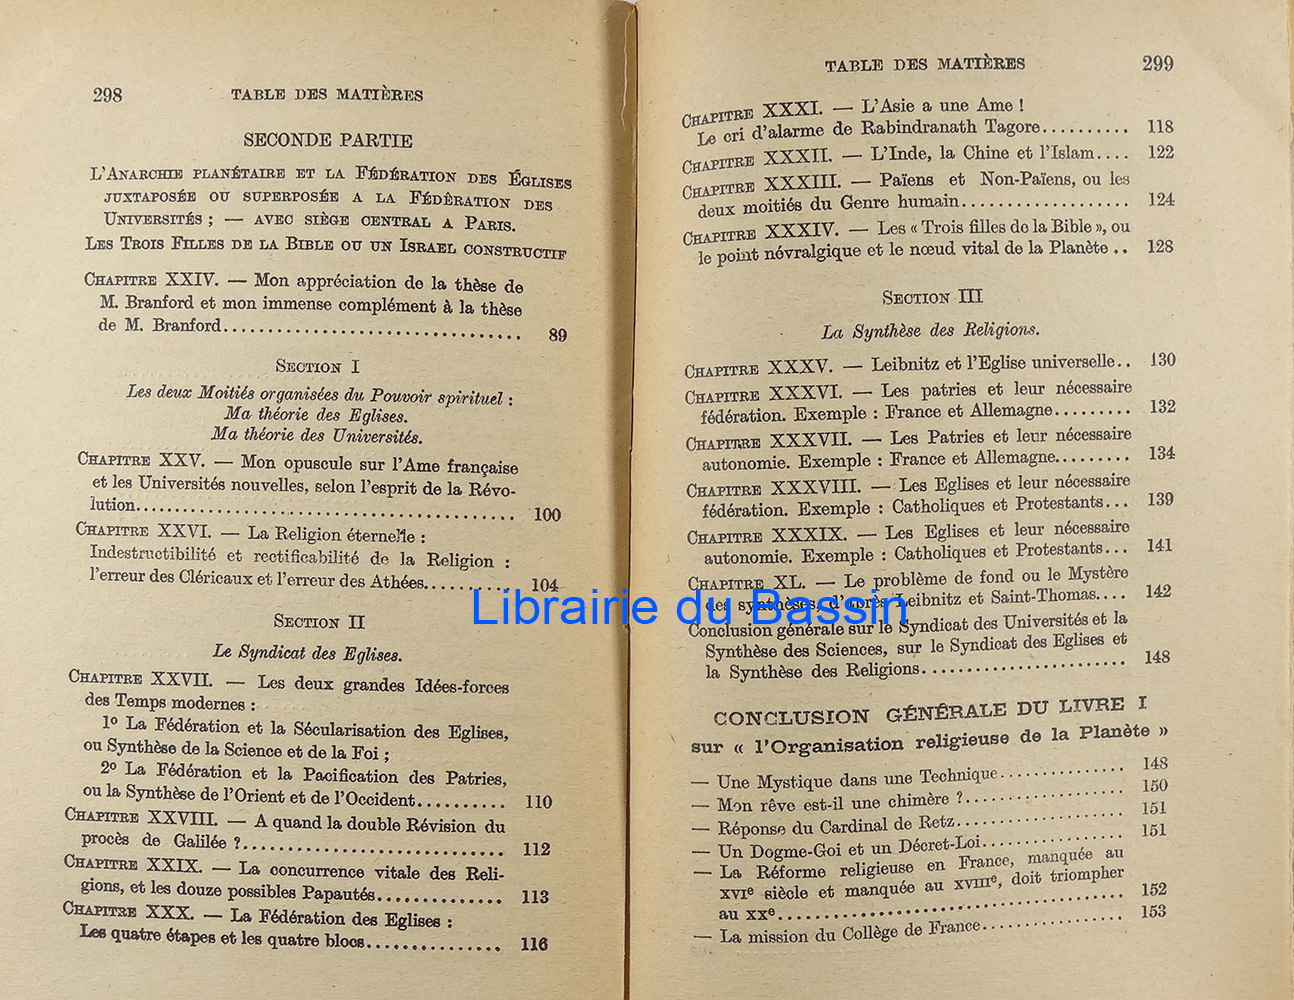 298 TABLE DES MATIÈRES
SECONDE PARTIE
L'ANARCHIE PLANÉTAIRE ET LA FÉDÉRATION DES ÉGLISES
JUXTAPOSÉE OU SUPERPOSÉE A LA FÉDÉRATION DES
UNIVERSITÉS ; — AVEC SIÈGE CENTRAL A PARIS.
LES TROIS FILLES DE LA BIBLE OU UN ISRAEL CONSTRUCTIF
CHAPITRE XXIV. — Mon appréciation de la thèse de
M. Branford et mon immense complément à la thèse
de M. Branford................................. 89
SECTION I
Les deux Moitiés organisées du Pouvoir spirituel :
Ma théorie des Eglises.
Ma théorie des Universités.
CHAPITRE XXV. — Mon opuscule sur l'Ame française
et les Universités nouvelles, selon l'esprit de la Révo-
lution.......................................... 100
CHAPITRE XXVI. — La Religion éternelle :
Indestructibilité et rectificabilité de la Religion :
l'erreur des Cléricaux et l'erreur des Athées......... 104
SECTION II
Le Syndicat des Eglises.
CHAPITRE XXVII. — Les deux grandes Idées-forces
des Temps modernes :
1º La Fédération et la Sécularisation des Eglises,
ou Synthèse de la Science et de la Foi ;
2º La Fédération et la Pacification des Patries,
ou la Synthèse de l'Orient et de l'Occident.......... 110
CHAPITRE XXVIII. — A quand la double Révision du
procès de Galilée ?............................. 112
CHAPITRE XXIX. — La concurrence vitale des Reli-
gions, et les douze possibles Papautés.............. 113
CHAPITRE XXX. — La Fédération des Eglises :
Les quatre étapes et les quatre blocs............... 116
TABLE DES MATIÈRES 299
CHAPITRE XXXI. — L'Asie a une Ame !
Le cri d'alarme de Rabindranath Tagore.......... 118
CHAPITRE XXXII. — L'Inde, la Chine et l'Islam.... 122
CHAPITRE XXXIII. — Païens et Non-Païens, ou les
deux moitiés du Genre humain................... 124
CHAPITRE XXXIV. — Les « Trois filles de la Bible », ou
le point névralgique et le nœud vital de la Planète .. 128
SECTION III
La Synthèse des Religions.
CHAPITRE XXXV. — Leibnitz et l'Eglise universelle.. 130
CHAPITRE XXXVI. — Les patries et leur nécessaire
fédération. Exemple : France et Allemagne......... 132
CHAPITRE XXXVII. — Les Patries et leur nécessaire
autonomie. Exemple : France et Allemagne......... 134
CHAPITRE XXXVIII. — Les Eglises et leur nécessaire
fédération. Exemple : Catholiques et Protestants... 139
CHAPITRE XXXIX. — Les Eglises et leur nécessaire
autonomie. Exemple : Catholiques et Protestants... 141
CHAPITRE XL. — Le problème de fond ou le Mystère
des synthèses, d'après Leibnitz et Saint-Thomas.... 142
Librairie du Bassin
Conclusion générale sur le Syndicat des Universités et la
Synthèse des Sciences, sur le Syndicat des Eglises et
la Synthèse des Religions....................... 148
CONCLUSION GÉNÉRALE DU LIVRE I
sur « l'Organisation religieuse de la Planète »
— Une Mystique dans une Technique.............. 148
— Mon rêve est-il une chimère ?.................. 150
— Réponse du Cardinal de Retz................... 151
— Un Dogme-Goi et un Décret-Loi................ 151
— La Réforme religieuse en France, manquée au
XVIe siècle et manquée au XVIIIe, doit triompher
au XXe....................................... 152
— La mission du Collège de France................ 153